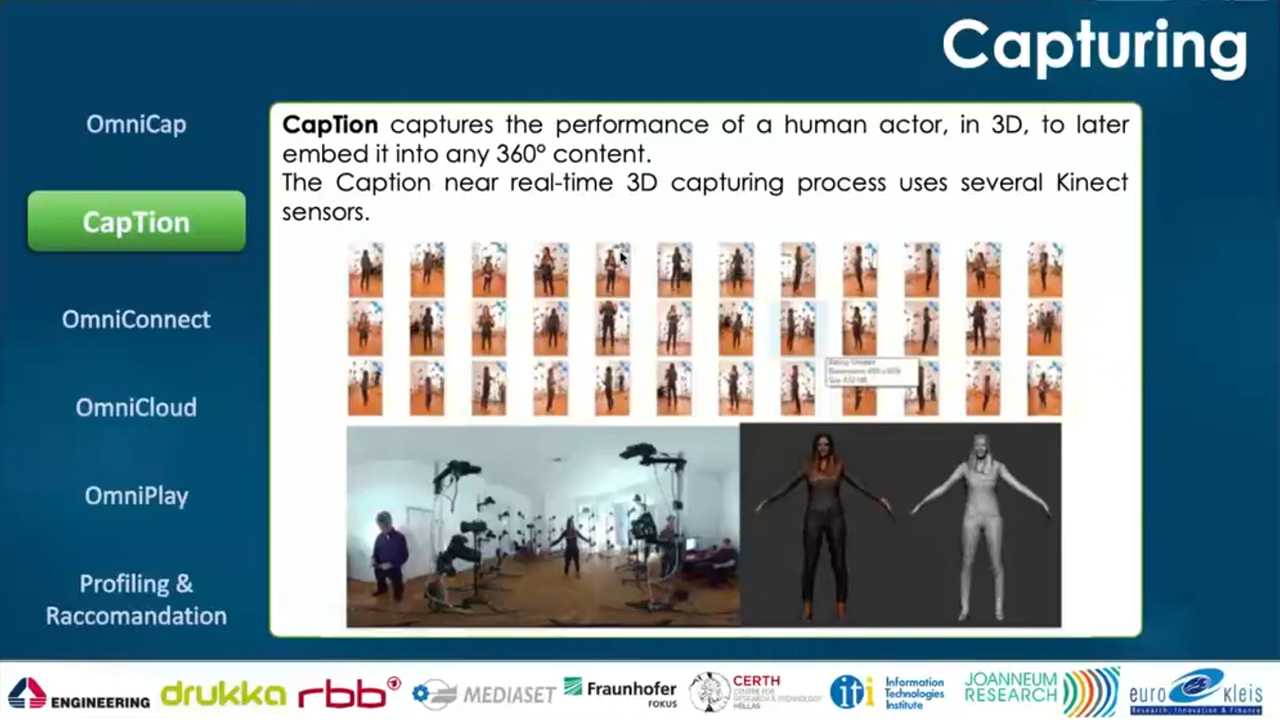 Capturing
OmniCap
CapTion
OmniConnect
OmniCloud
OmniPlay
Profiling &
Raccomandation
CapTion captures the performance of a human actor, in 3D, to later
embed it into any 360° content.
The Caption near real-time 3D capturing process uses several Kinect
sensors.
ENGINEERING
drukka
rbb
MEDIASET
Fraunhofer
FOKUS
CERTH
CENTRE FOR
RESEARCH & TECHNOLOGY
HELLAS
iti
Information
Technologies
Institute
JOANNEUM
RESEARCH
euro kleis
Research, Innovation & Finance